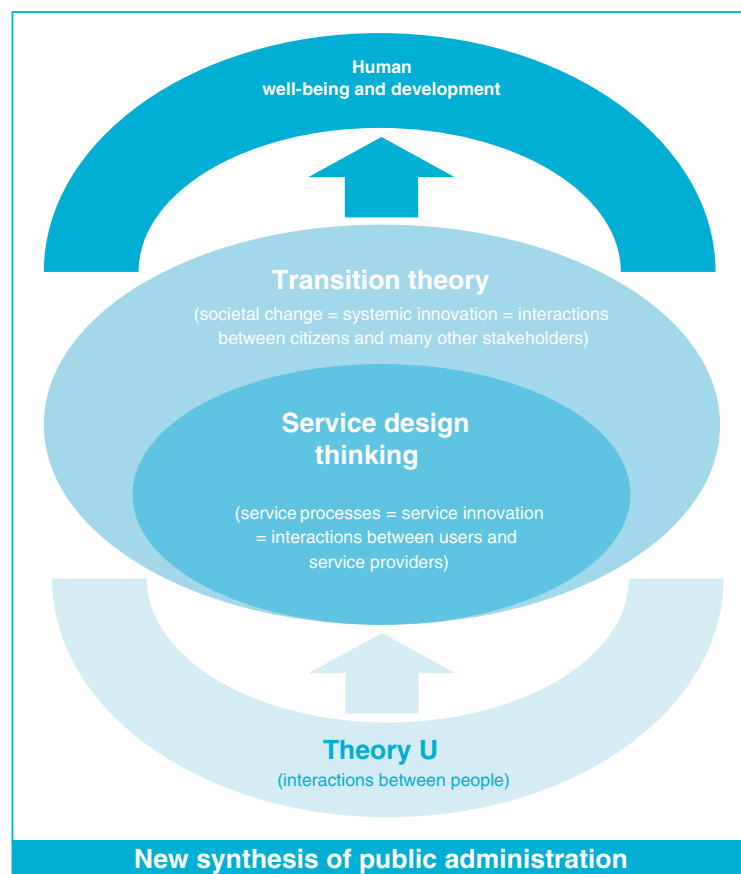 Human
well-being and development
Transition theory
(societal change = systemic innovation = interactions
between citizens and many other stakeholders)
Service design
thinking
(service processes = service innovation
= interactions between users and
service providers)
Theory U
(interactions between people)
New synthesis of public administration